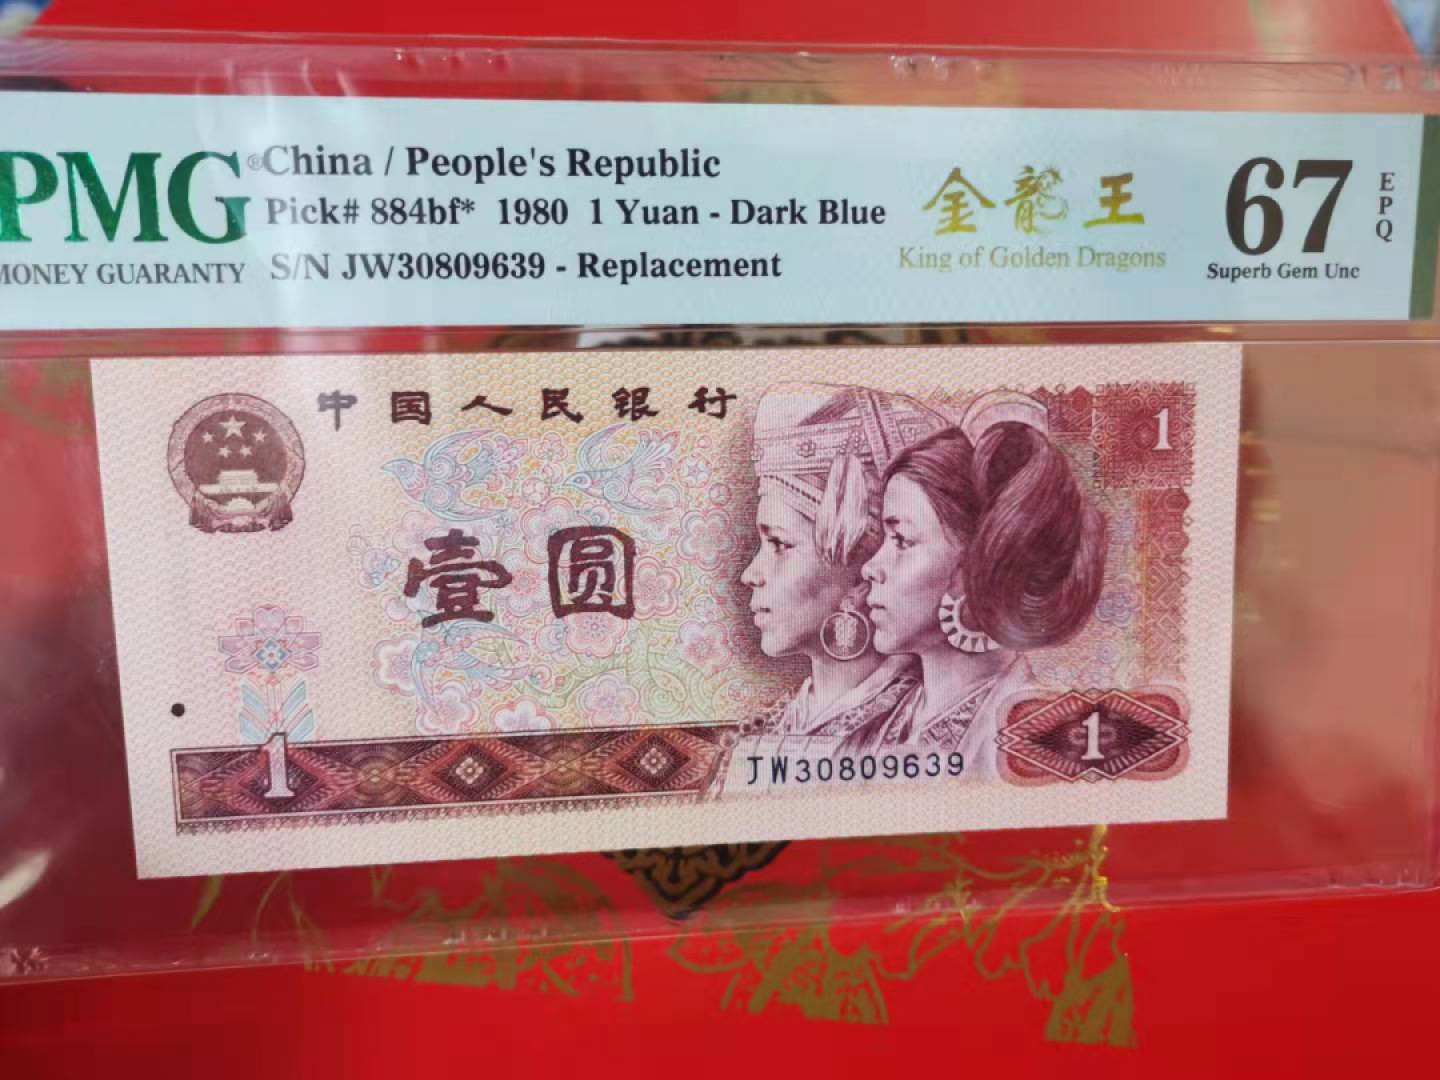 PMG®
MONEY GUARANTY
China / People's Republic
Pick# 884bf* 1980 1 Yuan - Dark Blue
S/N JW30809639 - Replacement
金龍王
King of Golden Dragons
67
EPQ
Superb Gem Unc
中国人民银行
1
壹圆
1
JW30809639
1